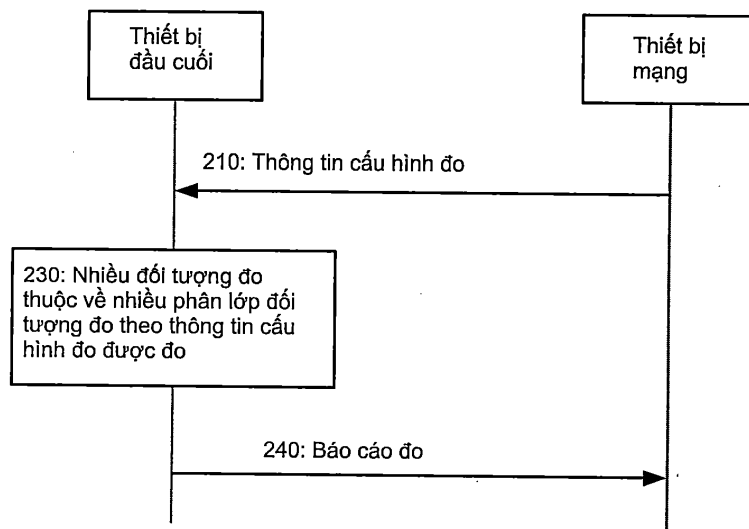 Thiết bị
đầu cuối
Thiết bị
mạng
210: Thông tin cấu hình đo
230: Nhiều đối tượng đo
thuộc về nhiều phân lớp đối
tượng đo theo thông tin cấu
hình đo được đo
240: Báo cáo đo